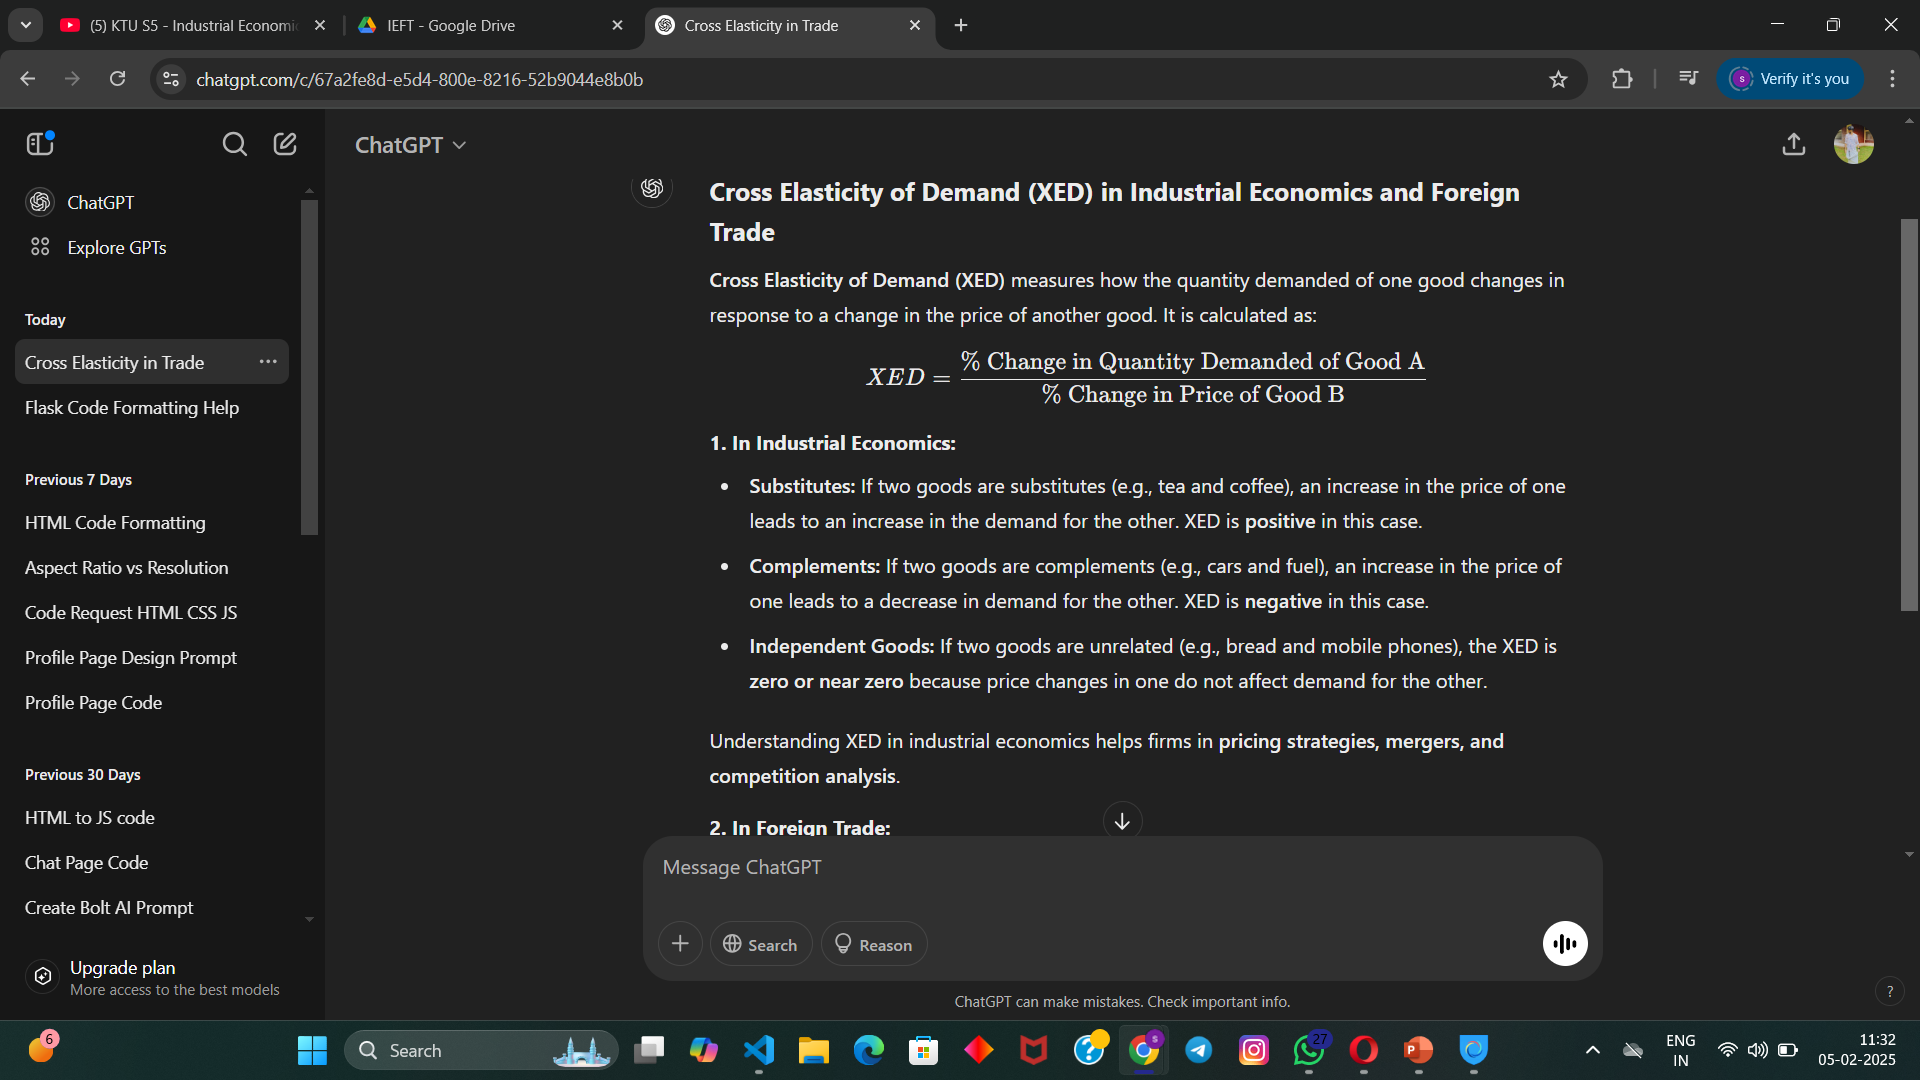 (5) KTU S5 - Industrial Economi
IEFT - Google Drive
Cross Elasticity in Trade
chatgpt.com/c/67a2fe8d-e5d4-800e-8216-52b9044e8b0b
s
Verify it's you
ChatGPT
Explore GPTs
Today
Cross Elasticity in Trade
Flask Code Formatting Help
Previous 7 Days
HTML Code Formatting
Aspect Ratio vs Resolution
Code Request HTML CSS JS
Profile Page Design Prompt
Profile Page Code
Previous 30 Days
HTML to JS code
Chat Page Code
Create Bolt AI Prompt
Upgrade plan
More access to the best models
ChatGPT
Cross Elasticity of Demand (XED) in Industrial Economics and Foreign
Trade
Cross Elasticity of Demand (XED) measures how the quantity demanded of one good changes in
response to a change in the price of another good. It is calculated as:
XED = % Change in Quantity Demanded of Good A
% Change in Price of Good B
1. In Industrial Economics:
• Substitutes: If two goods are substitutes (e.g., tea and coffee), an increase in the price of one
leads to an increase in the demand for the other. XED is positive in this case.
• Complements: If two goods are complements (e.g., cars and fuel), an increase in the price of
one leads to a decrease in demand for the other. XED is negative in this case.
• Independent Goods: If two goods are unrelated (e.g., bread and mobile phones), the XED is
zero or near zero because price changes in one do not affect demand for the other.
Understanding XED in industrial economics helps firms in pricing strategies, mergers, and
competition analysis.
2. In Foreign Trade:
Message ChatGPT
Search
Reason
ChatGPT can make mistakes. Check important info.
?
6
Search
s
27
P
ENG
IN
11:32
05-02-2025